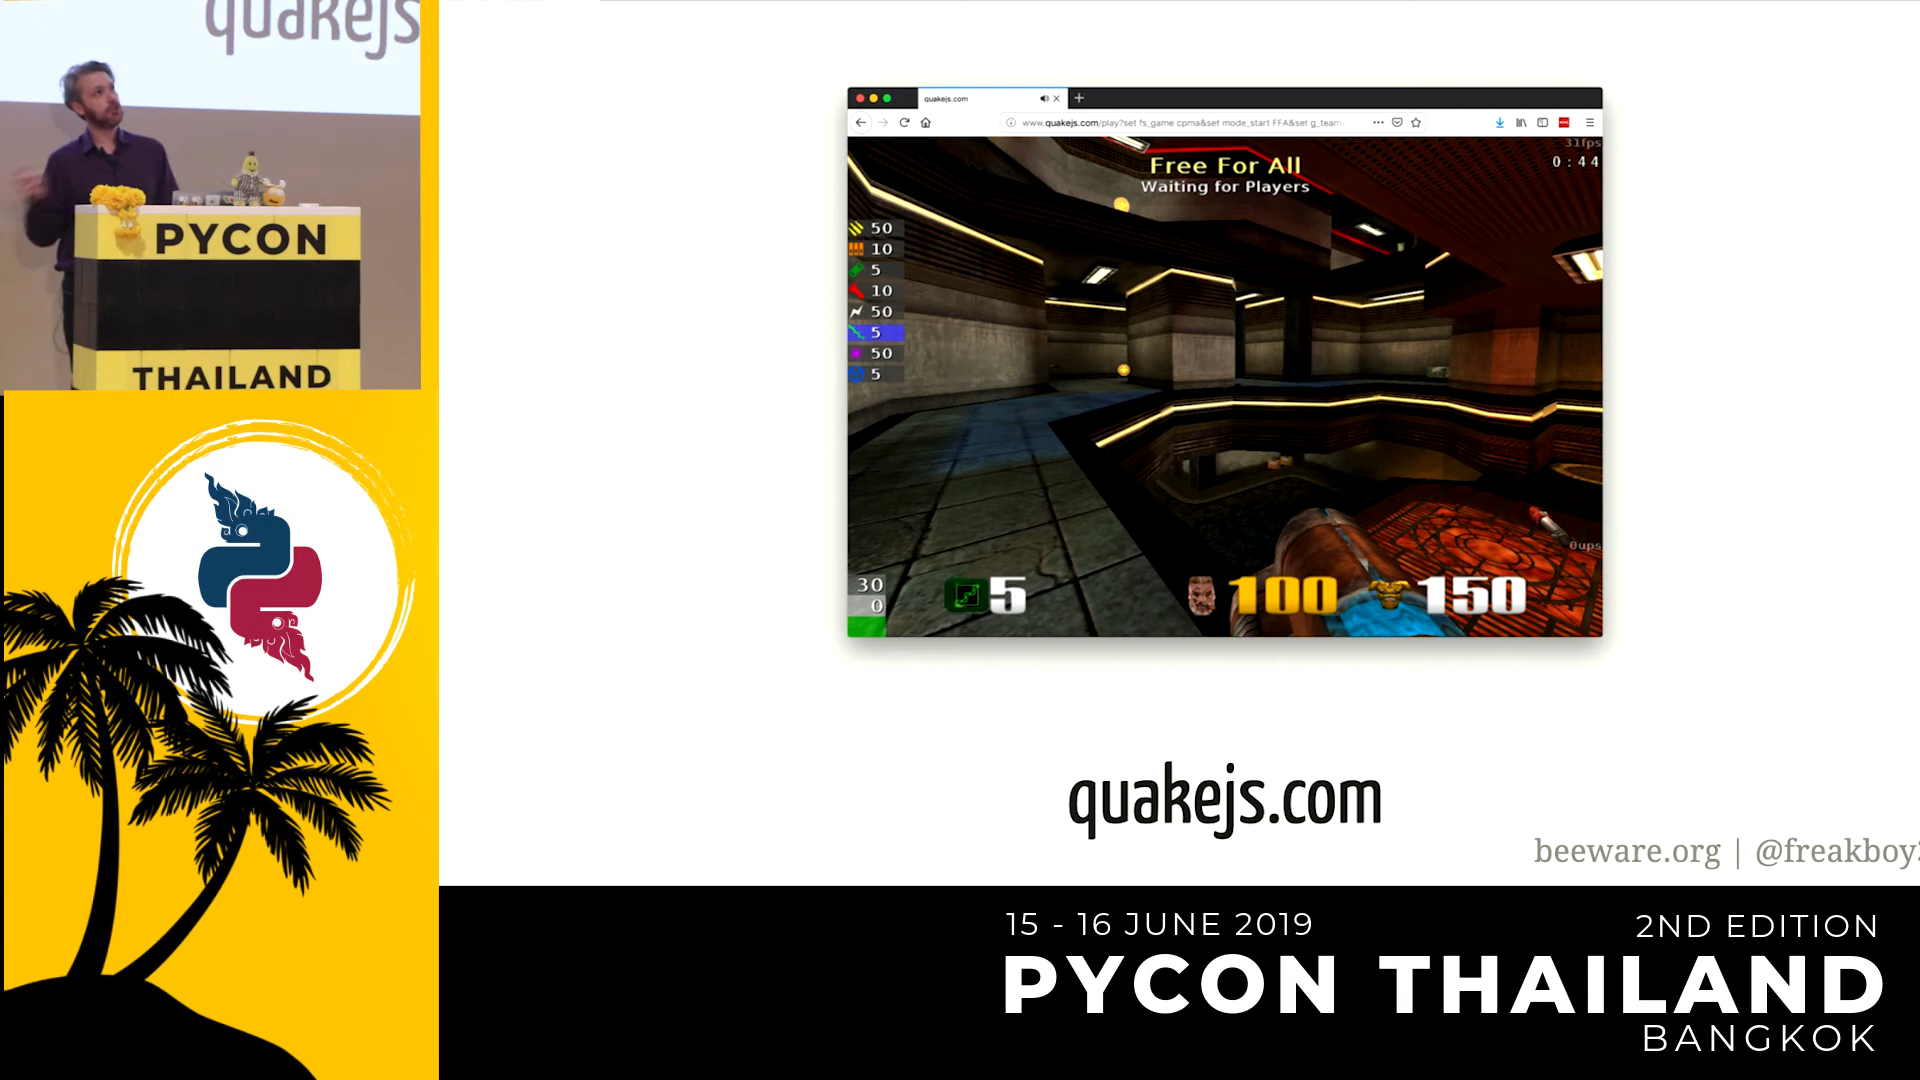 quakejs
PYCON
THAILAND
quakejs.com
www.quakejs.com/play?set fs_game cpma&set mode_start FFA&set g_team
31fps
0:44
Free For All
Waiting for Players
50
10
5
10
50
5
50
5
0ups
30
0
5
100
150
quakejs.com
beeware.org | @freakboy
15 - 16 JUNE 2019
2ND EDITION
PYCON THAILAND
BANGKOK